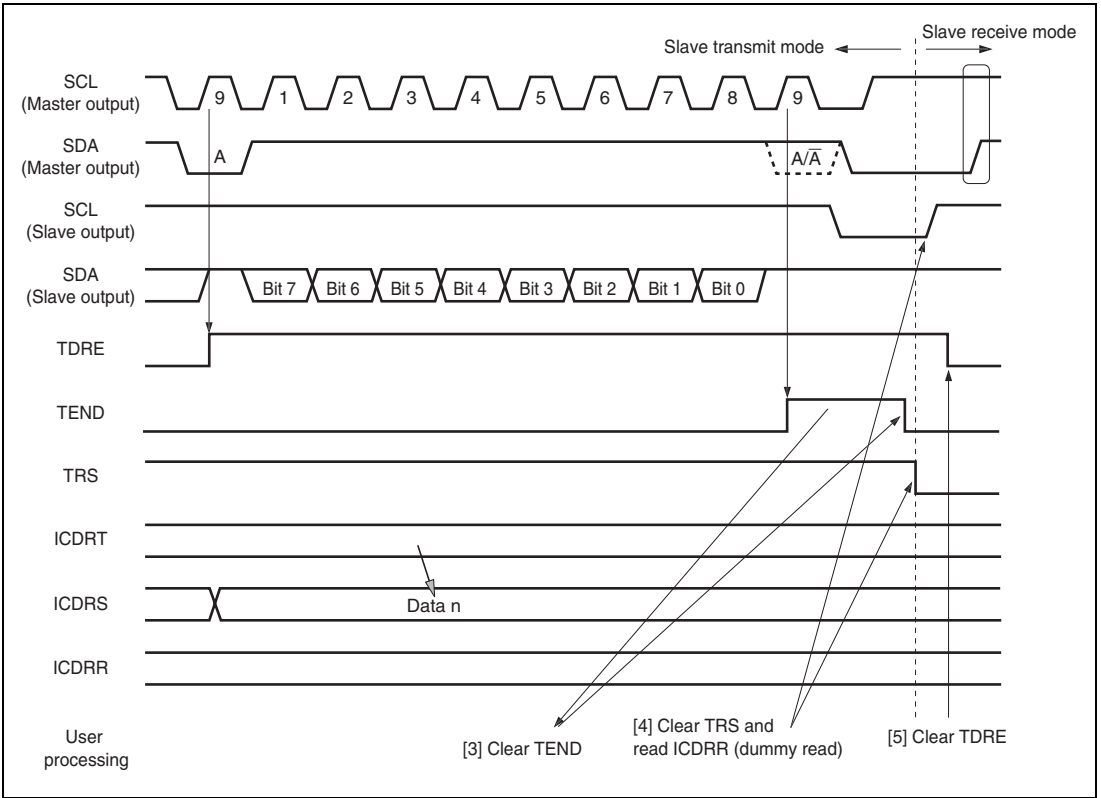 Slave transmit mode
Slave receive mode
SCL
(Master output)
9 1 2 3 4 5 6 7 8 9
SDA
(Master output)
A
A/A̅
SCL
(Slave output)
SDA
(Slave output)
Bit 7 Bit 6 Bit 5 Bit 4 Bit 3 Bit 2 Bit 1 Bit 0
TDRE
TEND
TRS
ICDRT
ICDRS
Data n
ICDRR
User
processing
[3] Clear TEND
[4] Clear TRS and
read ICDRR (dummy read)
[5] Clear TDRE